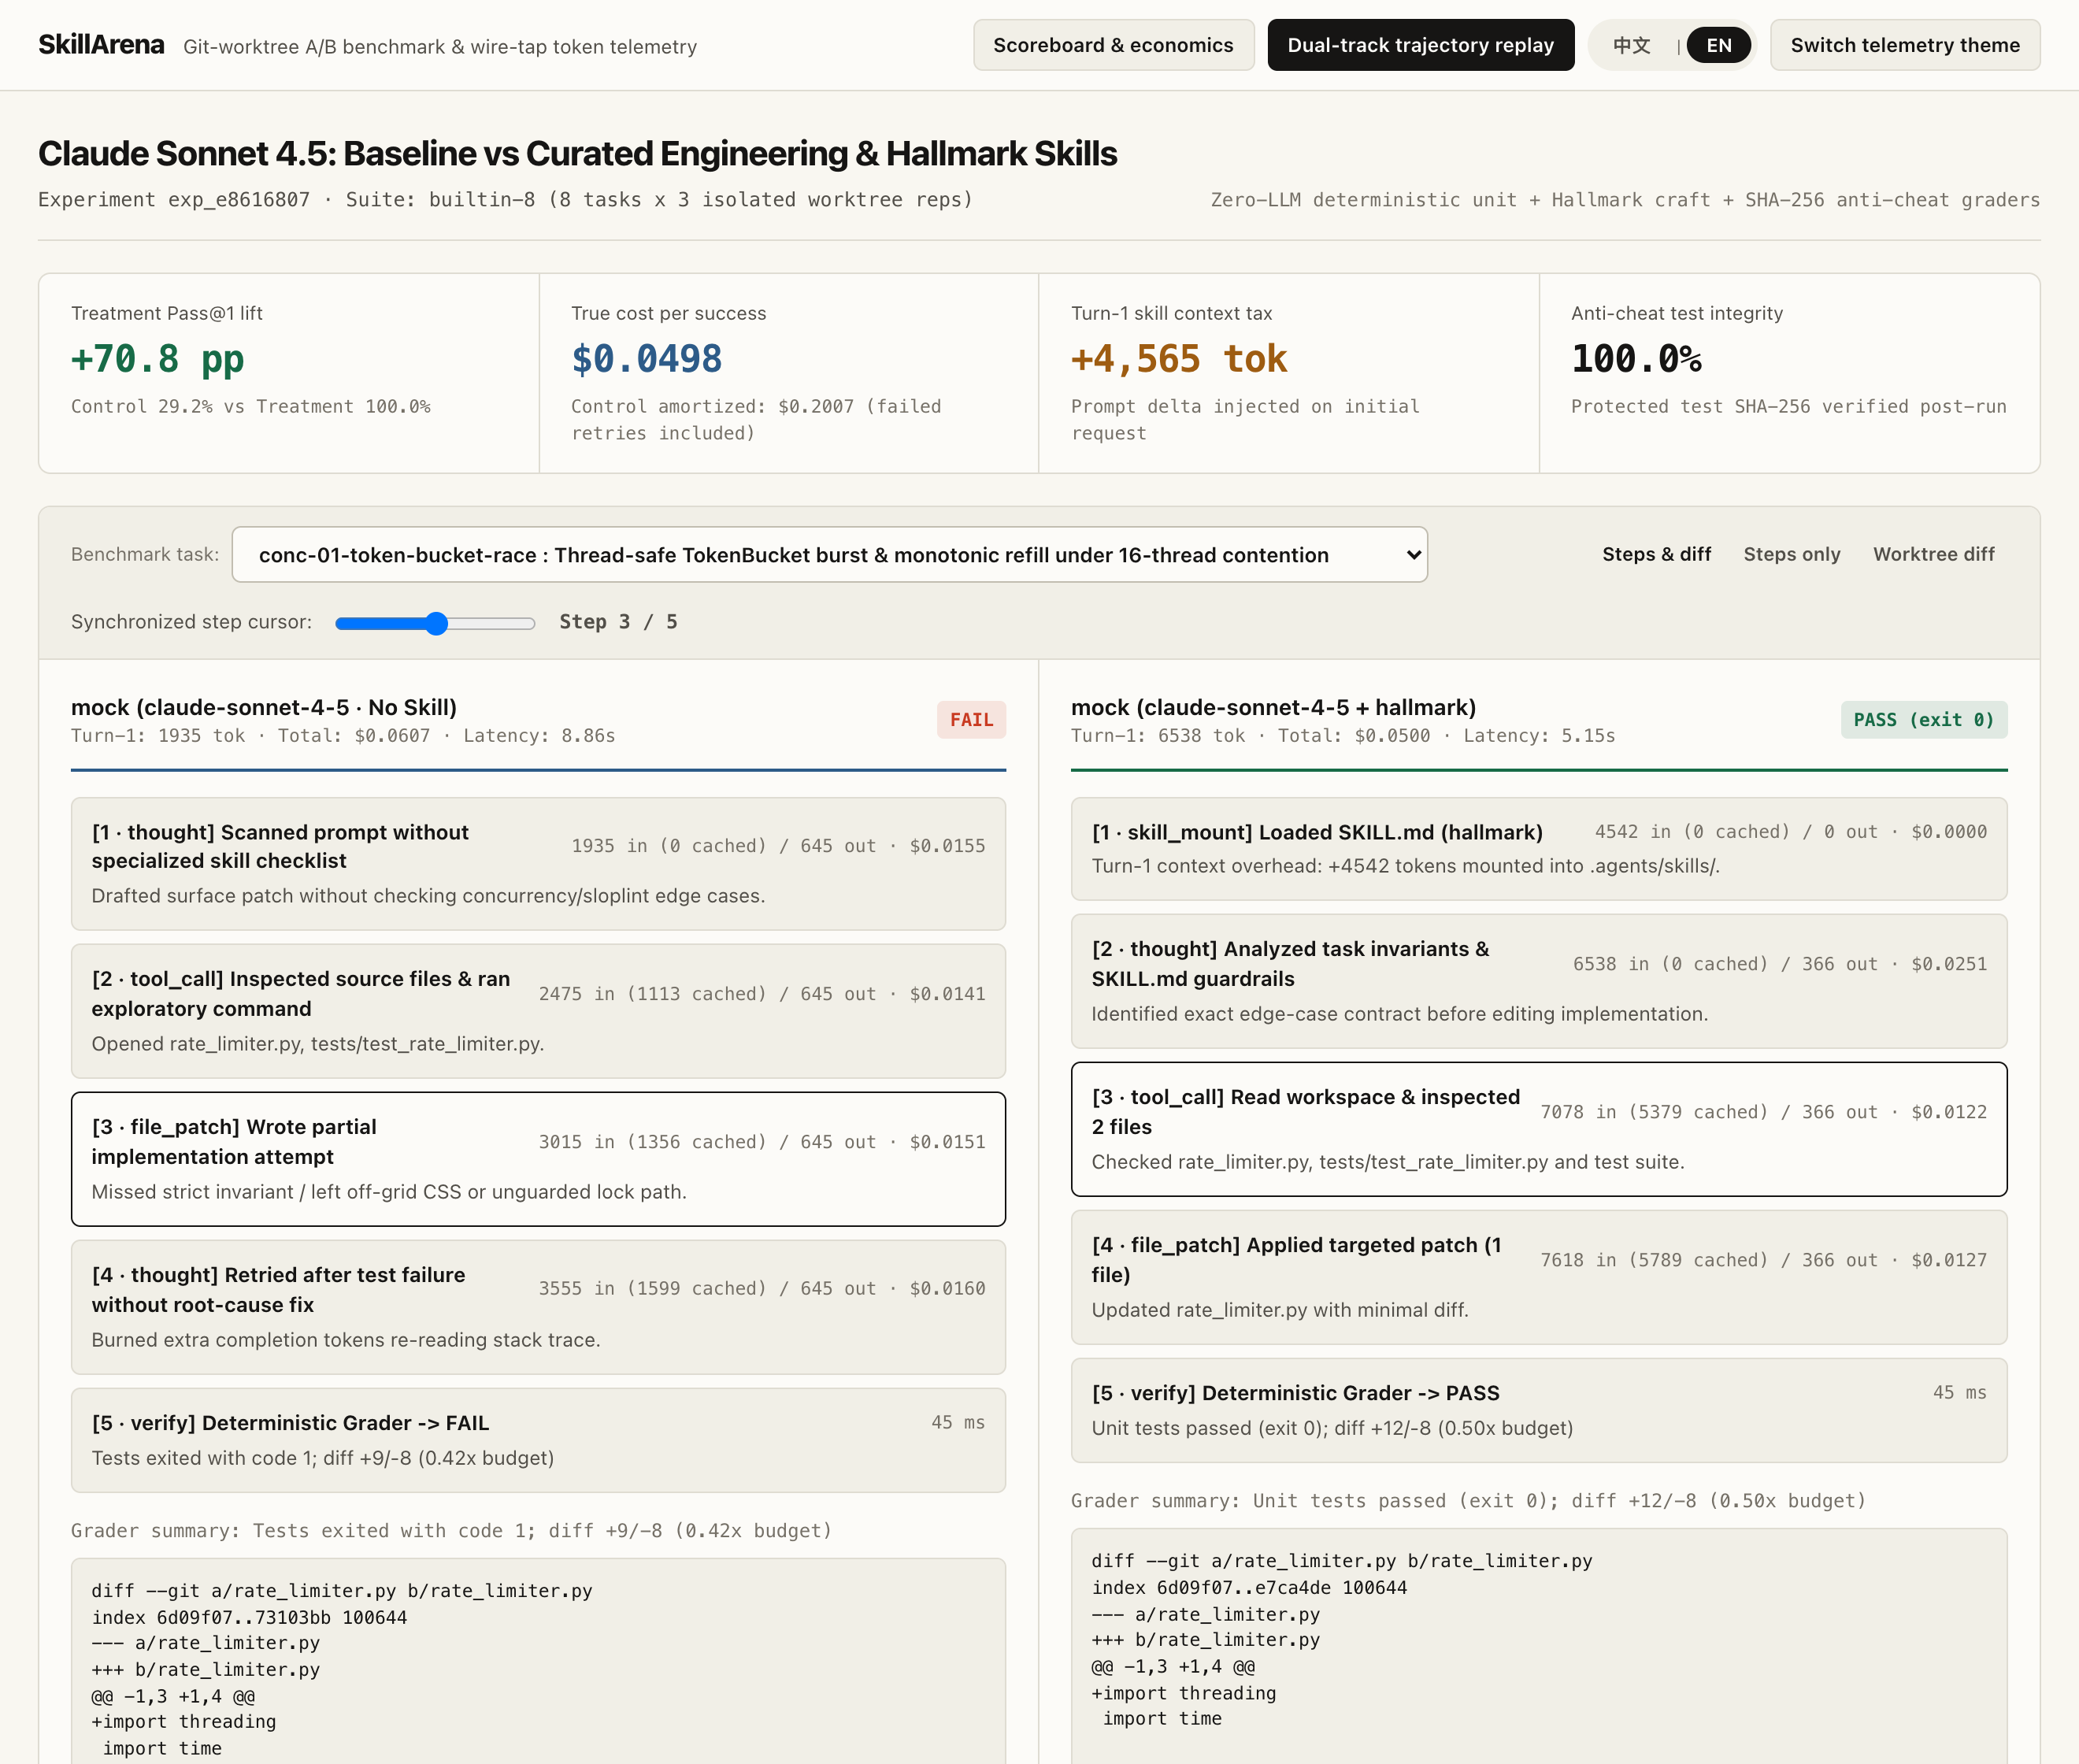 SkillArena
Git-worktree A/B benchmark & wire-tap token telemetry
Scoreboard & economics
Dual-track trajectory replay
中文 | EN
Switch telemetry theme
Claude Sonnet 4.5: Baseline vs Curated Engineering & Hallmark Skills
Experiment exp_e8616807 · Suite: builtin-8 (8 tasks x 3 isolated worktree reps)
Zero-LLM deterministic unit + Hallmark craft + SHA-256 anti-cheat graders
Treatment Pass@1 lift
+70.8 pp
Control 29.2% vs Treatment 100.0%
True cost per success
$0.0498
Control amortized: $0.2007 (failed
retries included)
Turn-1 skill context tax
+4,565 tok
Prompt delta injected on initial
request
Anti-cheat test integrity
100.0%
Protected test SHA-256 verified post-run
Benchmark task:
conc-01-token-bucket-race : Thread-safe TokenBucket burst & monotonic refill under 16-thread contention
Steps & diff
Steps only
Worktree diff
Synchronized step cursor:
Step 3 / 5
mock (claude-sonnet-4-5 · No Skill)
Turn-1: 1935 tok · Total: $0.0607 · Latency: 8.86s
FAIL
[1 · thought] Scanned prompt without
specialized skill checklist
1935 in (0 cached) / 645 out · $0.0155
Drafted surface patch without checking concurrency/sloplint edge cases.
[2 · tool_call] Inspected source files & ran
exploratory command
2475 in (1113 cached) / 645 out · $0.0141
Opened rate_limiter.py, tests/test_rate_limiter.py.
[3 · file_patch] Wrote partial
implementation attempt
3015 in (1356 cached) / 645 out · $0.0151
Missed strict invariant / left off-grid CSS or unguarded lock path.
[4 · thought] Retried after test failure
without root-cause fix
3555 in (1599 cached) / 645 out · $0.0160
Burned extra completion tokens re-reading stack trace.
[5 · verify] Deterministic Grader -> FAIL
45 ms
Tests exited with code 1; diff +9/-8 (0.42x budget)
Grader summary: Tests exited with code 1; diff +9/-8 (0.42x budget)
diff --git a/rate_limiter.py b/rate_limiter.py
index 6d09f07..73103bb 100644
--- a/rate_limiter.py
+++ b/rate_limiter.py
@@ -1,3 +1,4 @@
+import threading
 import time
mock (claude-sonnet-4-5 + hallmark)
Turn-1: 6538 tok · Total: $0.0500 · Latency: 5.15s
PASS (exit 0)
[1 · skill_mount] Loaded SKILL.md (hallmark)
4542 in (0 cached) / 0 out · $0.0000
Turn-1 context overhead: +4542 tokens mounted into .agents/skills/.
[2 · thought] Analyzed task invariants &
SKILL.md guardrails
6538 in (0 cached) / 366 out · $0.0251
Identified exact edge-case contract before editing implementation.
[3 · tool_call] Read workspace & inspected
2 files
7078 in (5379 cached) / 366 out · $0.0122
Checked rate_limiter.py, tests/test_rate_limiter.py and test suite.
[4 · file_patch] Applied targeted patch (1
file)
7618 in (5789 cached) / 366 out · $0.0127
Updated rate_limiter.py with minimal diff.
[5 · verify] Deterministic Grader -> PASS
45 ms
Unit tests passed (exit 0); diff +12/-8 (0.50x budget)
Grader summary: Unit tests passed (exit 0); diff +12/-8 (0.50x budget)
diff --git a/rate_limiter.py b/rate_limiter.py
index 6d09f07..e7ca4de 100644
--- a/rate_limiter.py
+++ b/rate_limiter.py
@@ -1,3 +1,4 @@
+import threading
 import time